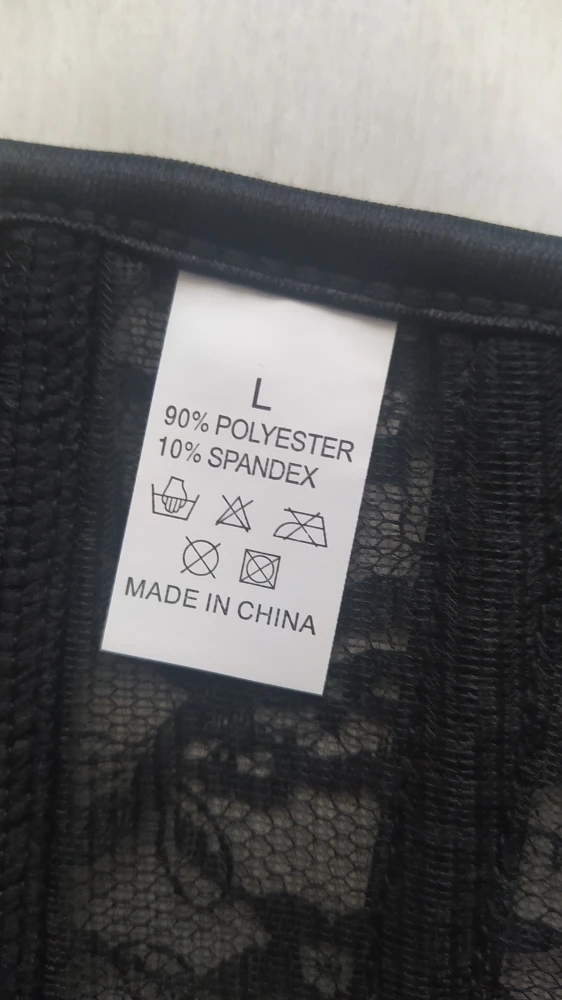 L
90% POLYESTER
10% SPANDEX
MADE IN CHINA